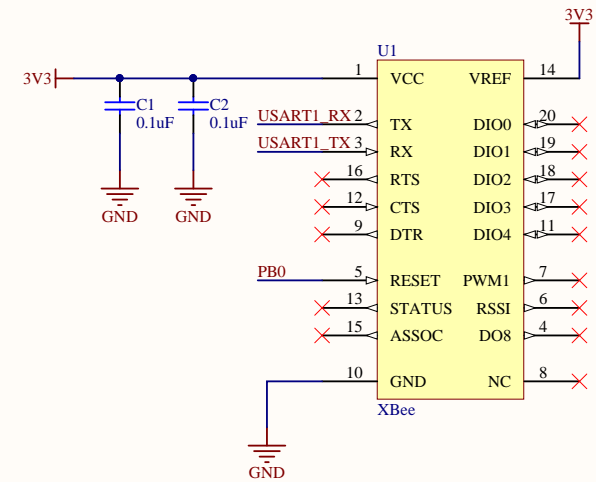 3V3
U1
3V3 1 VCC VREF 14
C1 C2
0.1uF 0.1uF
USART1_RX 2 TX DIO0 20
USART1_TX 3 RX DIO1 19
16 RTS DIO2 18
12 CTS DIO3 17
9 DTR DIO4 11
GND GND
PB0 5 RESET PWM1 7
13 STATUS RSSI 6
15 ASSOC DO8 4
10 GND NC 8
XBee
GND